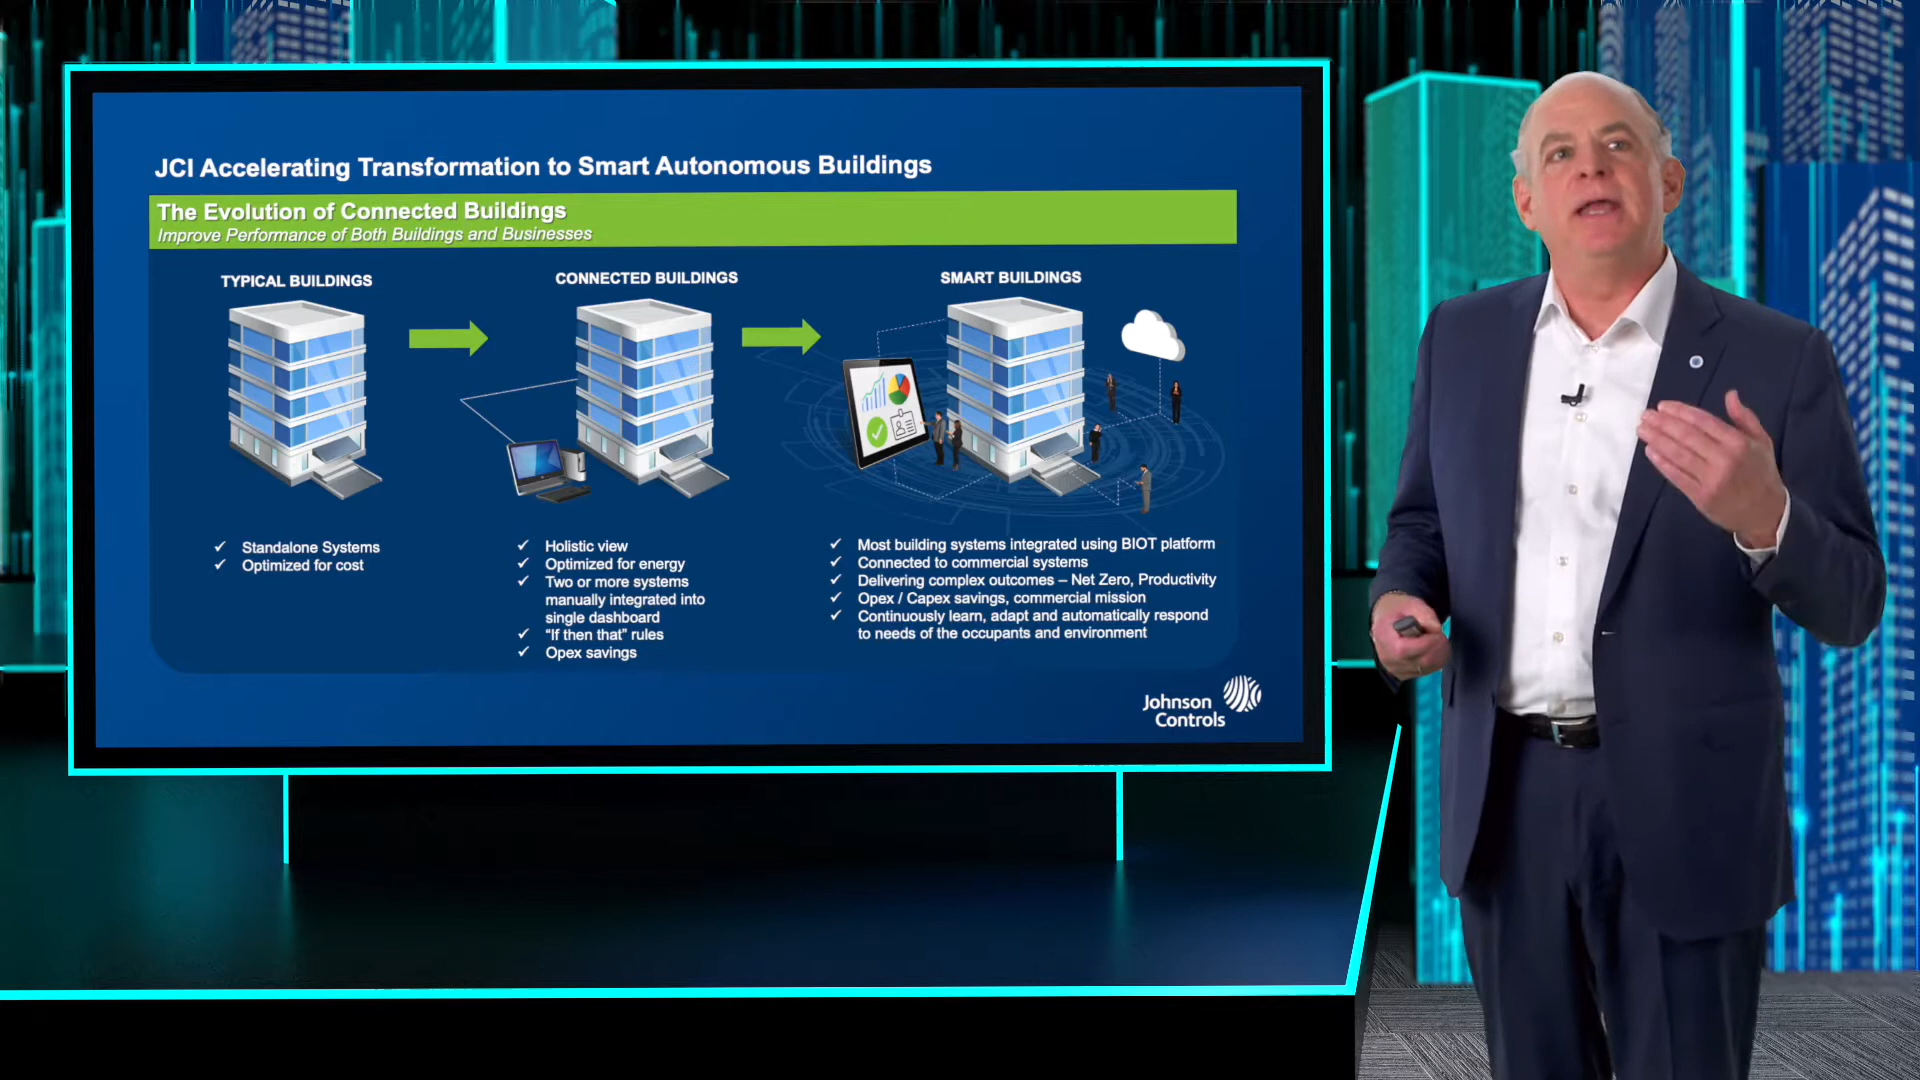 JCI Accelerating Transformation to Smart Autonomous Buildings
The Evolution of Connected Buildings
Improve Performance of Both Buildings and Businesses
TYPICAL BUILDINGS
✓ Standalone Systems
✓ Optimized for cost
CONNECTED BUILDINGS
✓ Holistic view
✓ Optimized for energy
✓ Two or more systems
manually integrated into
single dashboard
✓ "If then that" rules
✓ Opex savings
SMART BUILDINGS
✓ Most building systems integrated using BIOT platform
✓ Connected to commercial systems
✓ Delivering complex outcomes – Net Zero, Productivity
✓ Opex / Capex savings, commercial mission
✓ Continuously learn, adapt and automatically respond
to needs of the occupants and environment
Johnson
Controls